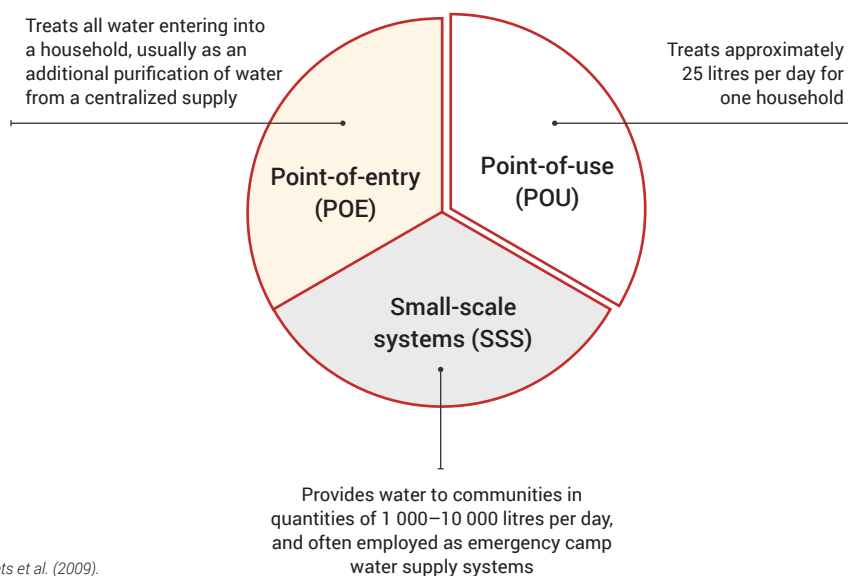 Treats all water entering into
a household, usually as an
additional purification of water
from a centralized supply
Treats approximately
25 litres per day for
one household
Point-of-entry
(POE)
Point-of-use
(POU)
Small-scale
systems (SSS)
Provides water to communities in
quantities of 1 000–10 000 litres per day,
and often employed as emergency camp
water supply systems
et al. (2009).